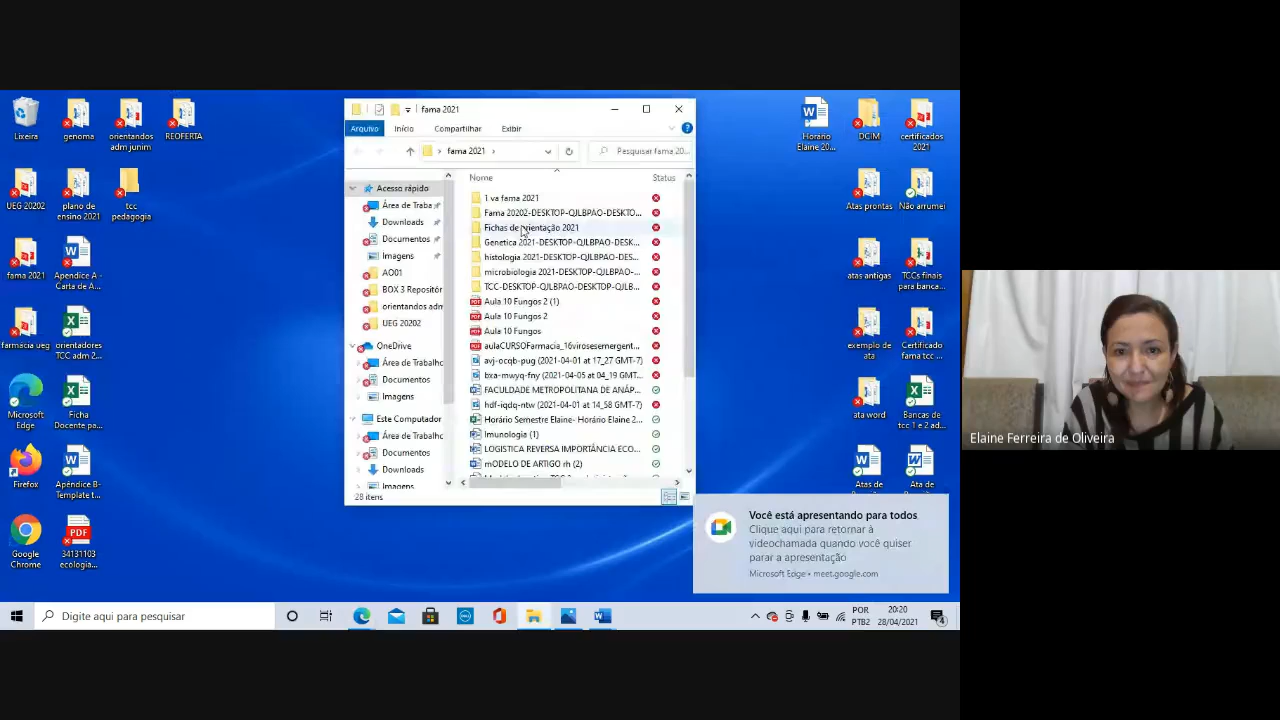 Lixeira
genoma
orientandos
adm junim
REOFERTA
UEG 20202
plano de
ensino 2021
tcc
pedagogia
fama 2021
Apendice A -
Carta de A...
farmacia ueg
orientadores
TCC adm 2...
Microsoft
Edge
Ficha
Docente pa...
Firefox
Apêndice B-
Template t...
Google
Chrome
34131103
ecologia...
fama 2021
Arquivo
Início
Compartilhar
Exibir
fama 2021
Pesquisar fama 20...
Acesso rápido
Área de Traba
Downloads
Documentos
Imagens
AO01
BOX 3 Repositór
orientandos adm
UEG 20202
OneDrive
Área de Trabalho
Documentos
Imagens
Este Computador
Área de Trabalho
Documentos
Downloads
Imagens
Nome
Status
1 va fama 2021
Fama 20202-DESKTOP-QJLBPAO-DESKTO...
Fichas de orientação 2021
Genetica 2021-DESKTOP-QJLBPAO-DESK...
histologia 2021-DESKTOP-QJLBPAO-DES...
microbiologia 2021-DESKTOP-QJLBPAO-...
TCC-DESKTOP-QJLBPAO-DESKTOP-QJLB...
Aula 10 Fungos 2 (1)
Aula 10 Fungos 2
Aula 10 Fungos
aulaCURSOFarmacia_16virosesemergent...
avj-ocqb-pug (2021-04-01 at 17_27 GMT-7)
bxa-mwyq-fny (2021-04-05 at 04_19 GMT...
FACULDADE METROPOLITANA DE ANÁP...
hdf-iqdq-ntw (2021-04-01 at 14_58 GMT-7)
Horário Semestre Elaine- Horário Elaine 2...
Imunologia (1)
LOGISTICA REVERSA IMPORTÂNCIA ECO...
mODELO DE ARTIGO rh (2)
28 itens
Horario
Elaine 20...
DCIM
certificados
2021
Atas prontas
Não arrumei
atas antigas
TCCs finais
para banca...
exemplo de
ata
Certificado
fama tcc ...
ata word
Bancas de
tcc 1 e 2 ad...
Atas de
Ata de
Você está apresentando para todos
Clique aqui para retornar à
videochamada quando você quiser
parar a apresentação
Microsoft Edge • meet.google.com
Digite aqui para pesquisar
POR
PTB2
20:20
28/04/2021
4
Elaine Ferreira de Oliveira